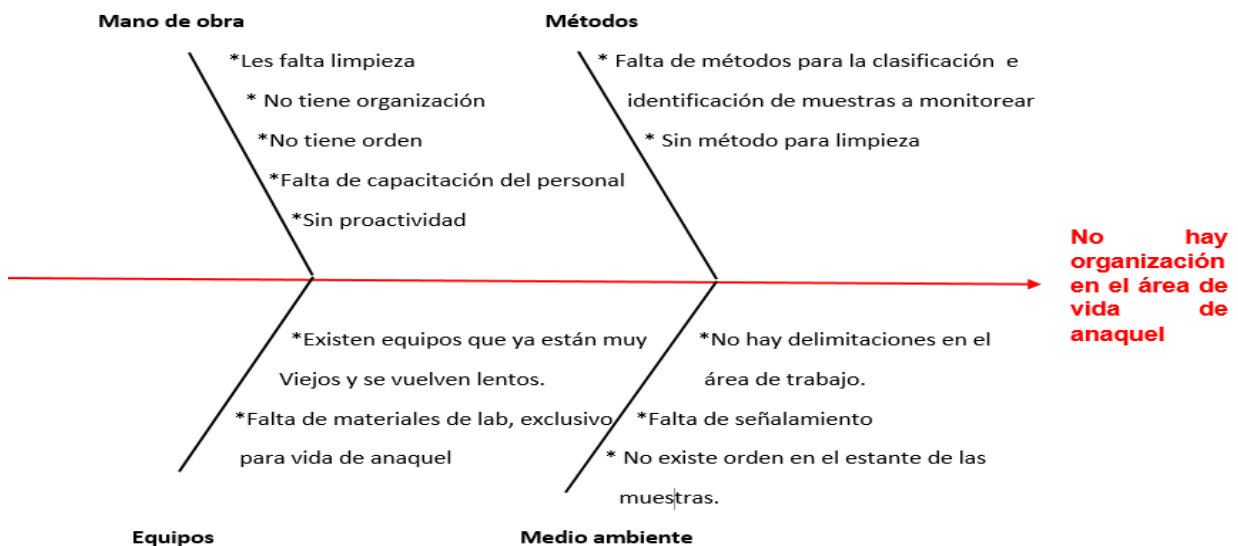 Mano de obra
*Les falta limpieza
* No tiene organización
*No tiene orden
*Falta de capacitación del personal
*Sin proactividad
Métodos
* Falta de métodos para la clasificación e
identificación de muestras a monitorear
* Sin método para limpieza
No hay
organización
en el área de
vida de
anaquel
*Existen equipos que ya están muy
Viejos y se vuelven lentos.
*Falta de materiales de lab, exclusivo
para vida de anaquel
Equipos
*No hay delimitaciones en el
área de trabajo.
*Falta de señalamiento
* No existe orden en el estante de las
muestras.
Medio ambiente